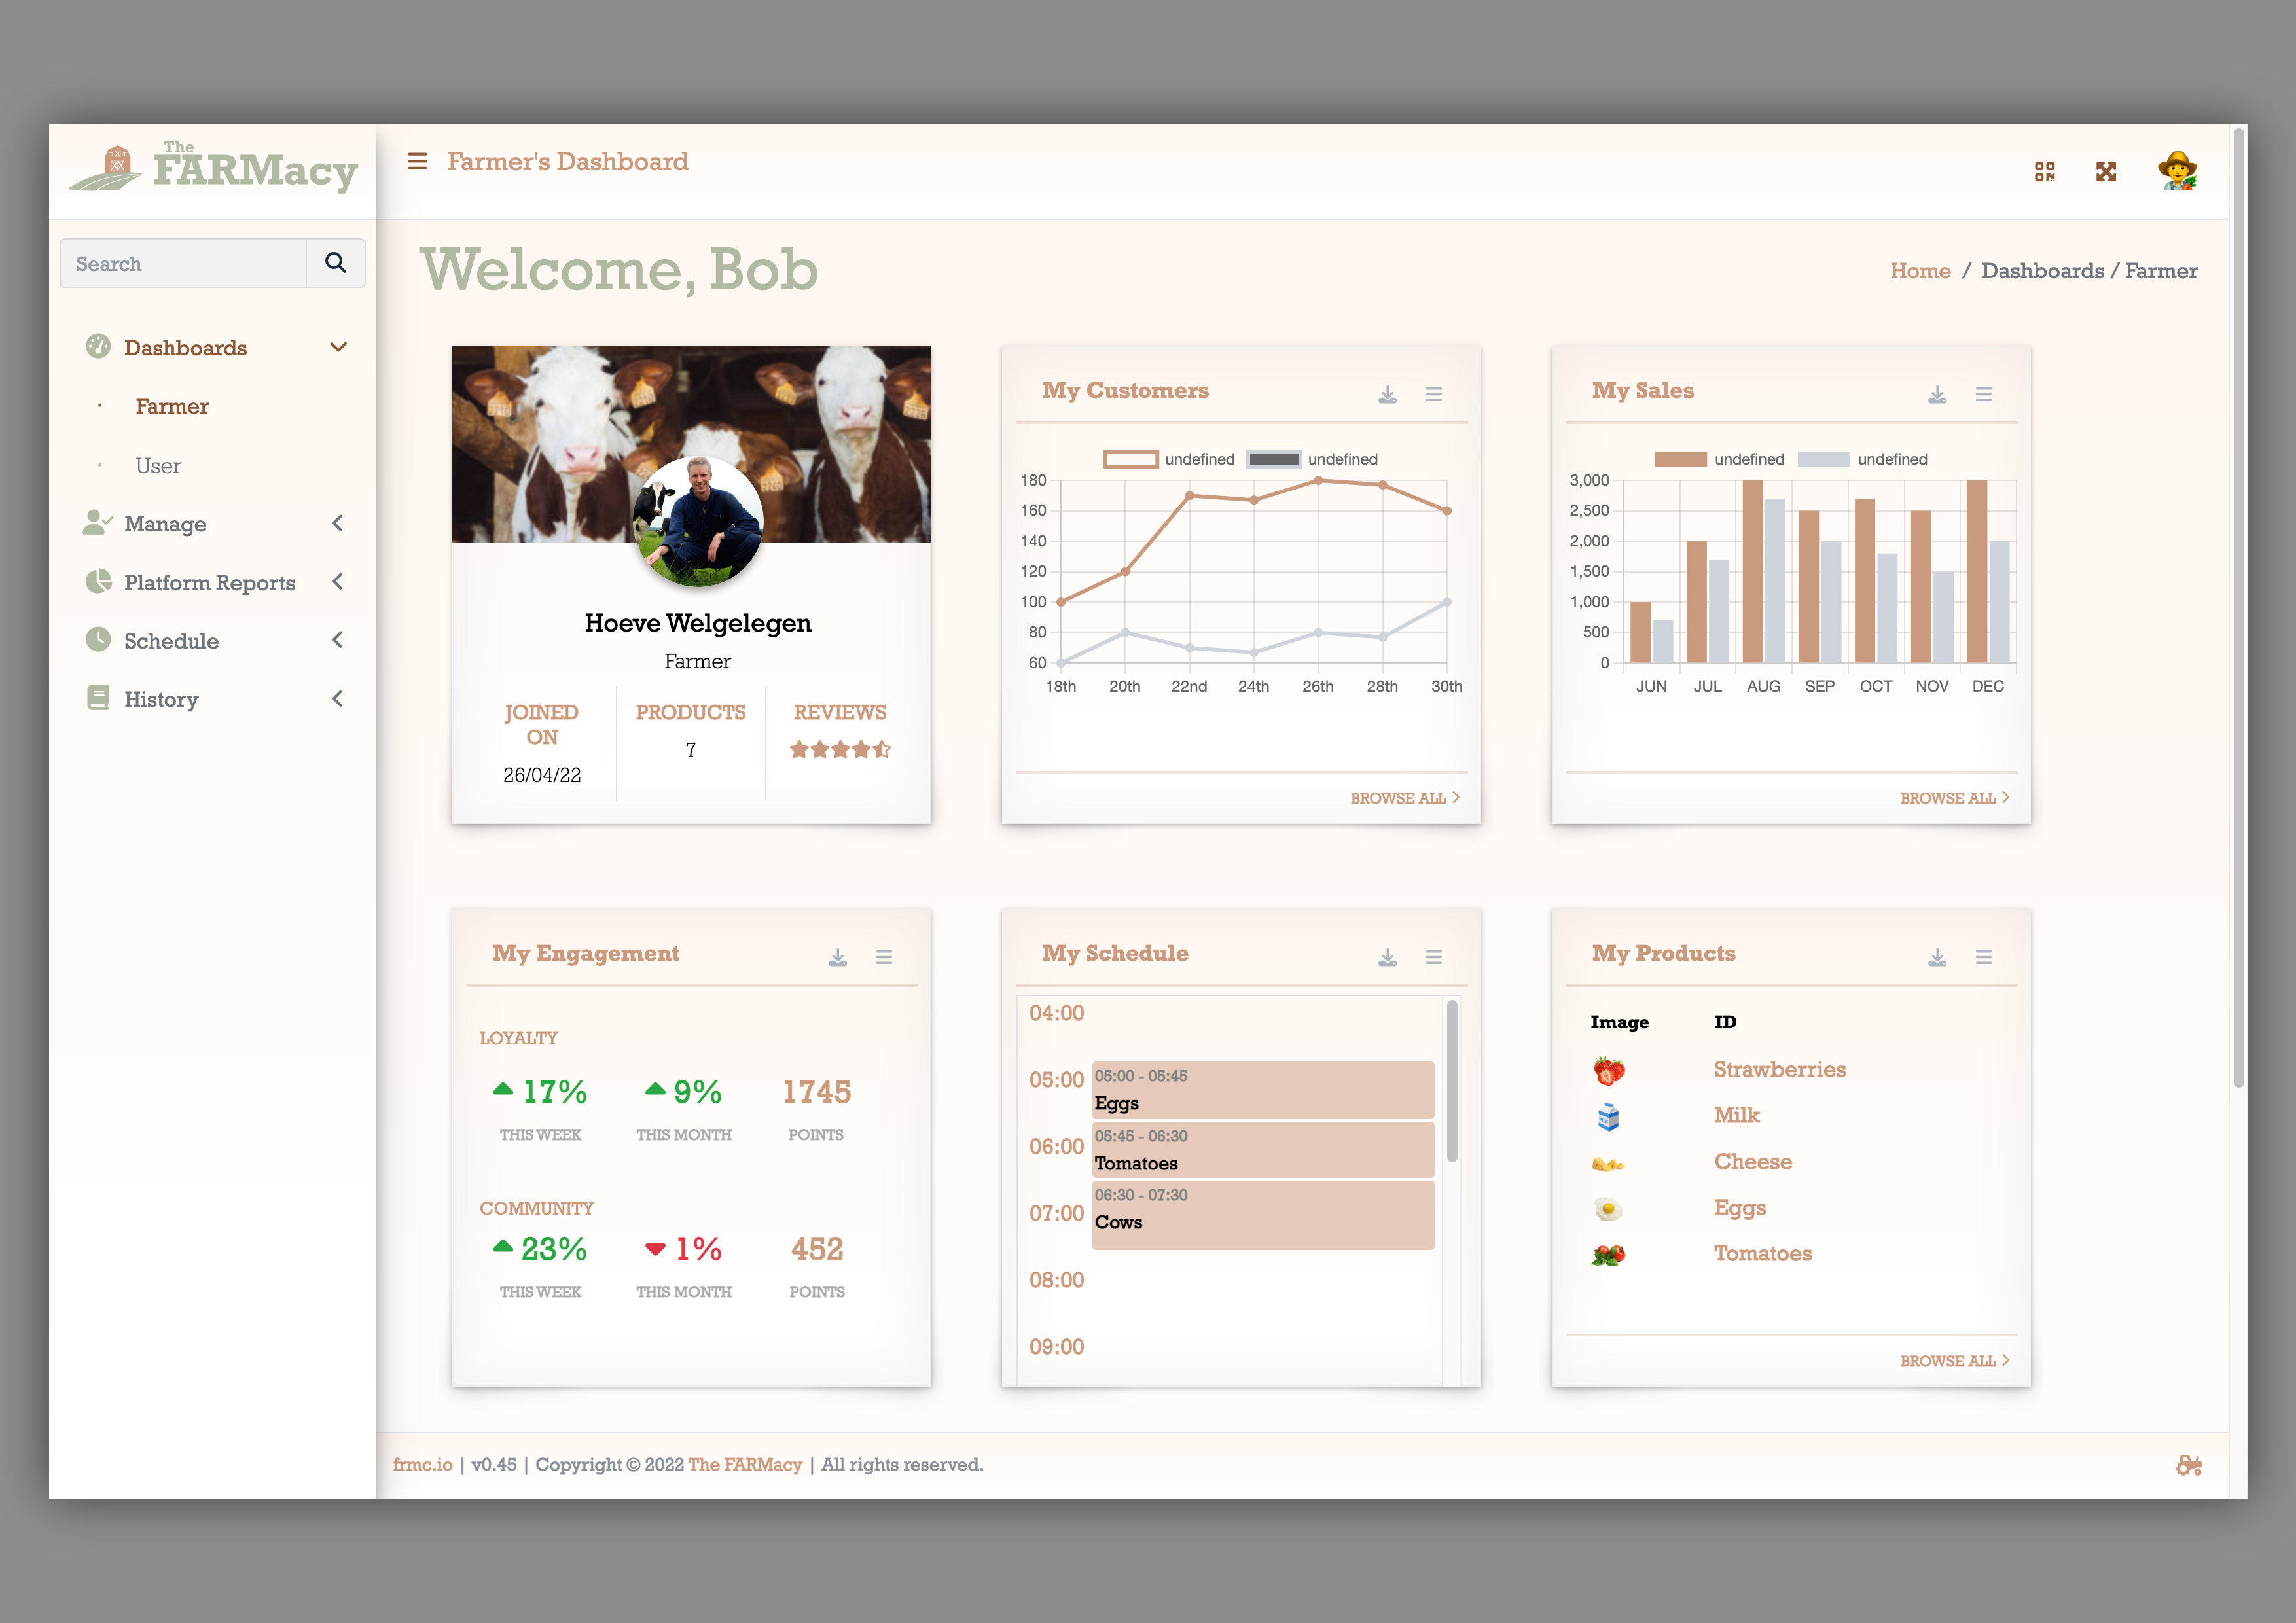 The
FARMacy
Farmer's Dashboard
Search
Dashboards
Farmer
User
Manage
Platform Reports
Schedule
History
Welcome, Bob
Home / Dashboards / Farmer
Hoeve Welgelegen
Farmer
JOINED
ON
26/04/22
PRODUCTS
7
REVIEWS
My Customers
undefined undefined
180
160
140
120
100
80
60
18th 20th 22nd 24th 26th 28th 30th
BROWSE ALL
My Sales
undefined undefined
3,000
2,500
2,000
1,500
1,000
500
0
JUN JUL AUG SEP OCT NOV DEC
BROWSE ALL
My Engagement
LOYALTY
17% 9% 1745
THIS WEEK THIS MONTH POINTS
COMMUNITY
23% 1% 452
THIS WEEK THIS MONTH POINTS
My Schedule
04:00
05:00
05:00 - 05:45
Eggs
06:00
05:45 - 06:30
Tomatoes
07:00
06:30 - 07:30
Cows
08:00
09:00
My Products
Image ID
Strawberries
Milk
Cheese
Eggs
Tomatoes
BROWSE ALL
frmc.io | v0.45 | Copyright © 2022 The FARMacy | All rights reserved.